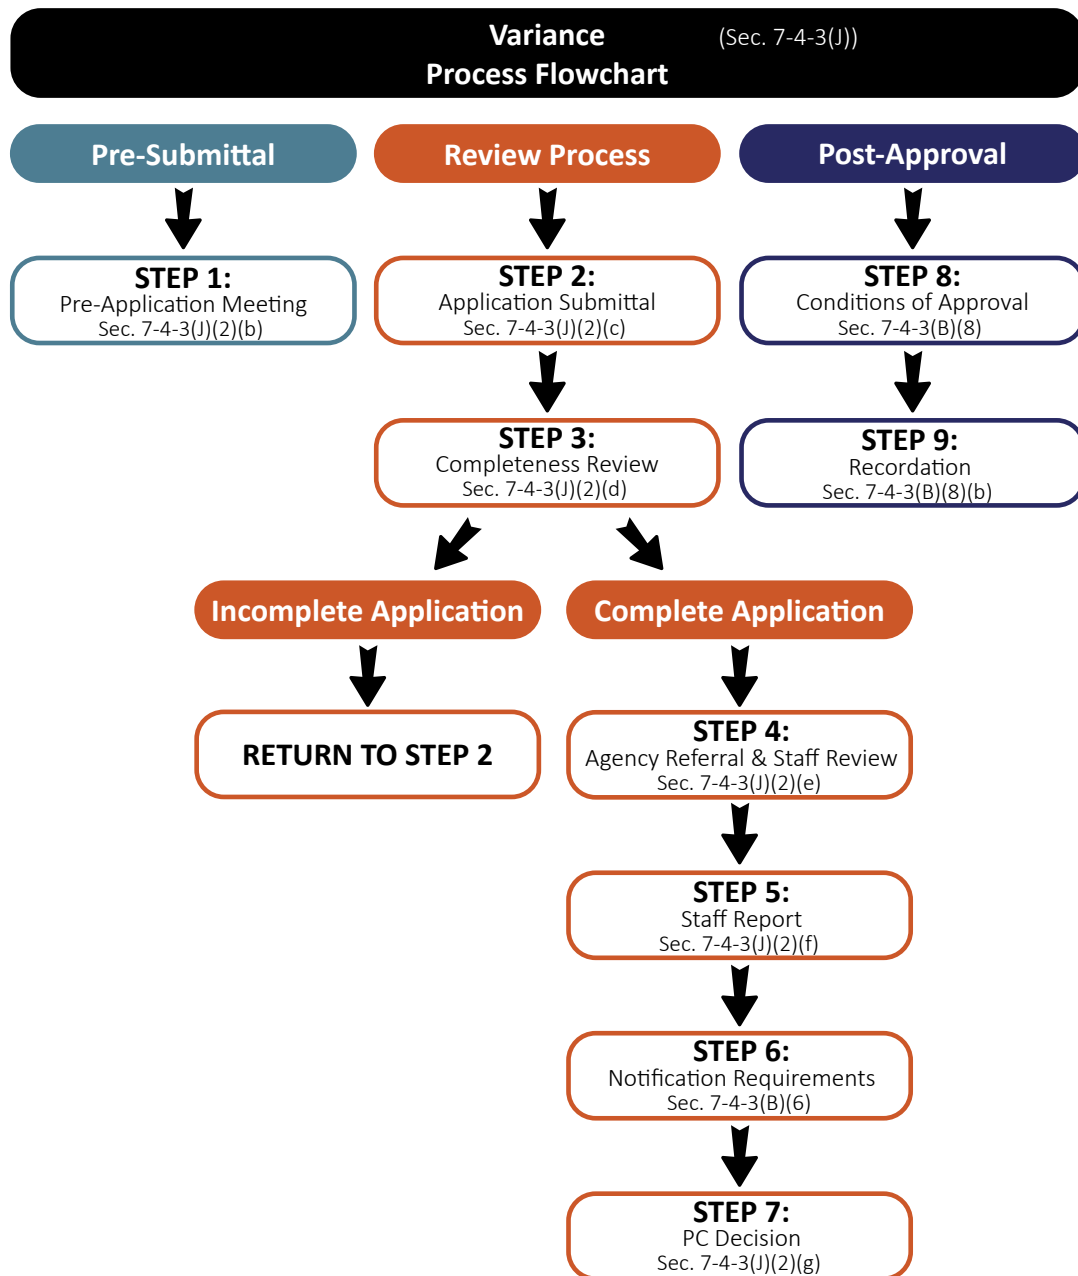 Variance (Sec. 7-4-3(J))
Process Flowchart
Pre-Submittal
STEP 1:
Pre-Application Meeting
Sec. 7-4-3(J)(2)(b)
Review Process
STEP 2:
Application Submittal
Sec. 7-4-3(J)(2)(c)
STEP 3:
Completeness Review
Sec. 7-4-3(J)(2)(d)
Incomplete Application
RETURN TO STEP 2
Complete Application
STEP 4:
Agency Referral & Staff Review
Sec. 7-4-3(J)(2)(e)
STEP 5:
Staff Report
Sec. 7-4-3(J)(2)(f)
STEP 6:
Notification Requirements
Sec. 7-4-3(B)(6)
STEP 7:
PC Decision
Sec. 7-4-3(J)(2)(g)
Post-Approval
STEP 8:
Conditions of Approval
Sec. 7-4-3(B)(8)
STEP 9:
Recordation
Sec. 7-4-3(B)(8)(b)